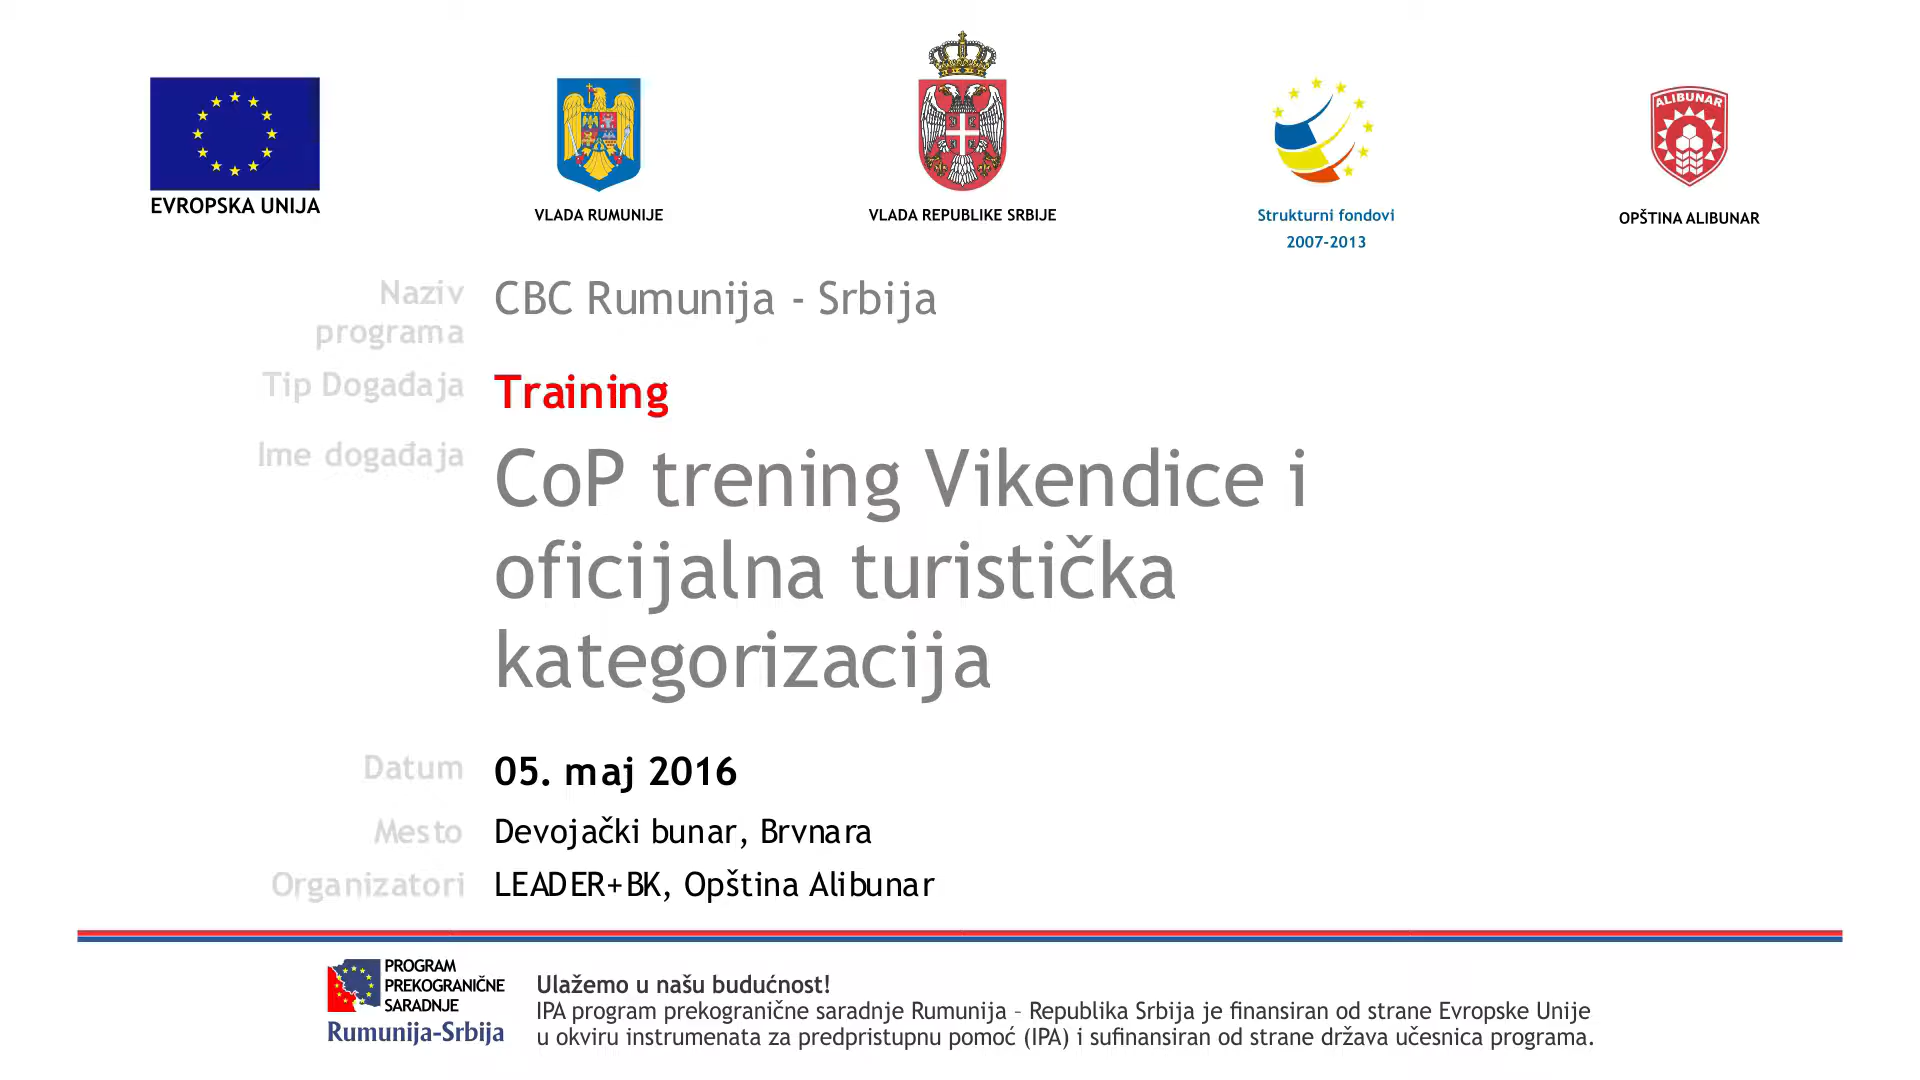 EVROPSKA UNIJA
VLADA RUMUNIJE
VLADA REPUBLIKE SRBIJE
Strukturni fondovi
2007-2013
ALIBUNAR
OPŠTINA ALIBUNAR
Naziv programa
CBC Rumunija - Srbija
Tip Događaja
Training
Ime događaja
CoP trening Vikendice i
oficijalna turistička
kategorizacija
Datum
05. maj 2016
Mesto
Devojački bunar, Brvnara
Organizatori
LEADER+BK, Opština Alibunar
PROGRAM
PREKOGRANIČNE
SARADNJE
Rumunija-Srbija
Ulažemo u našu budućnost!
IPA program prekogranične saradnje Rumunija – Republika Srbija je finansiran od strane Evropske Unije
u okviru instrumenata za predpristupnu pomoć (IPA) i sufinansiran od strane država učesnica programa.